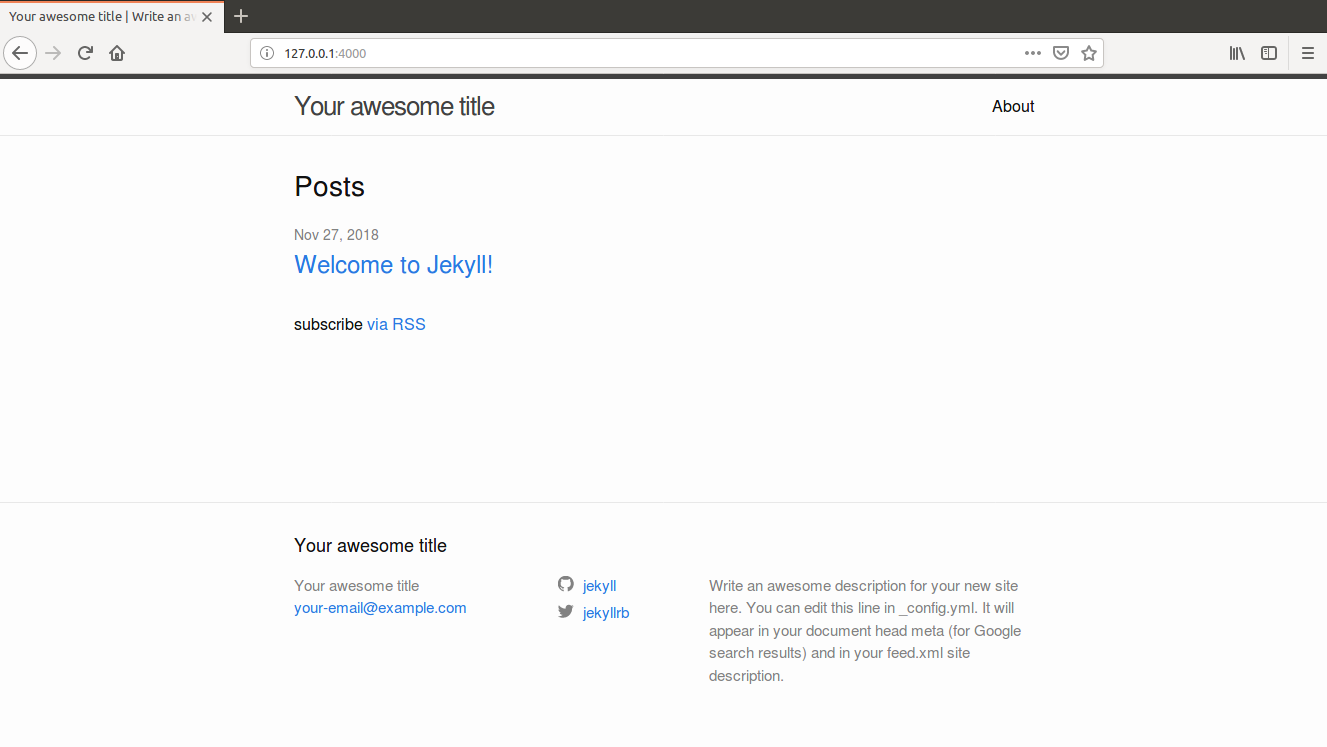 Your awesome title | Write an aw
127.0.0.1:4000
Your awesome title
About
Posts
Nov 27, 2018
Welcome to Jekyll!
subscribe via RSS
Your awesome title
Your awesome title
your-email@example.com
jekyll
jekyllrb
Write an awesome description for your new site
here. You can edit this line in _config.yml. It will
appear in your document head meta (for Google
search results) and in your feed.xml site
description.